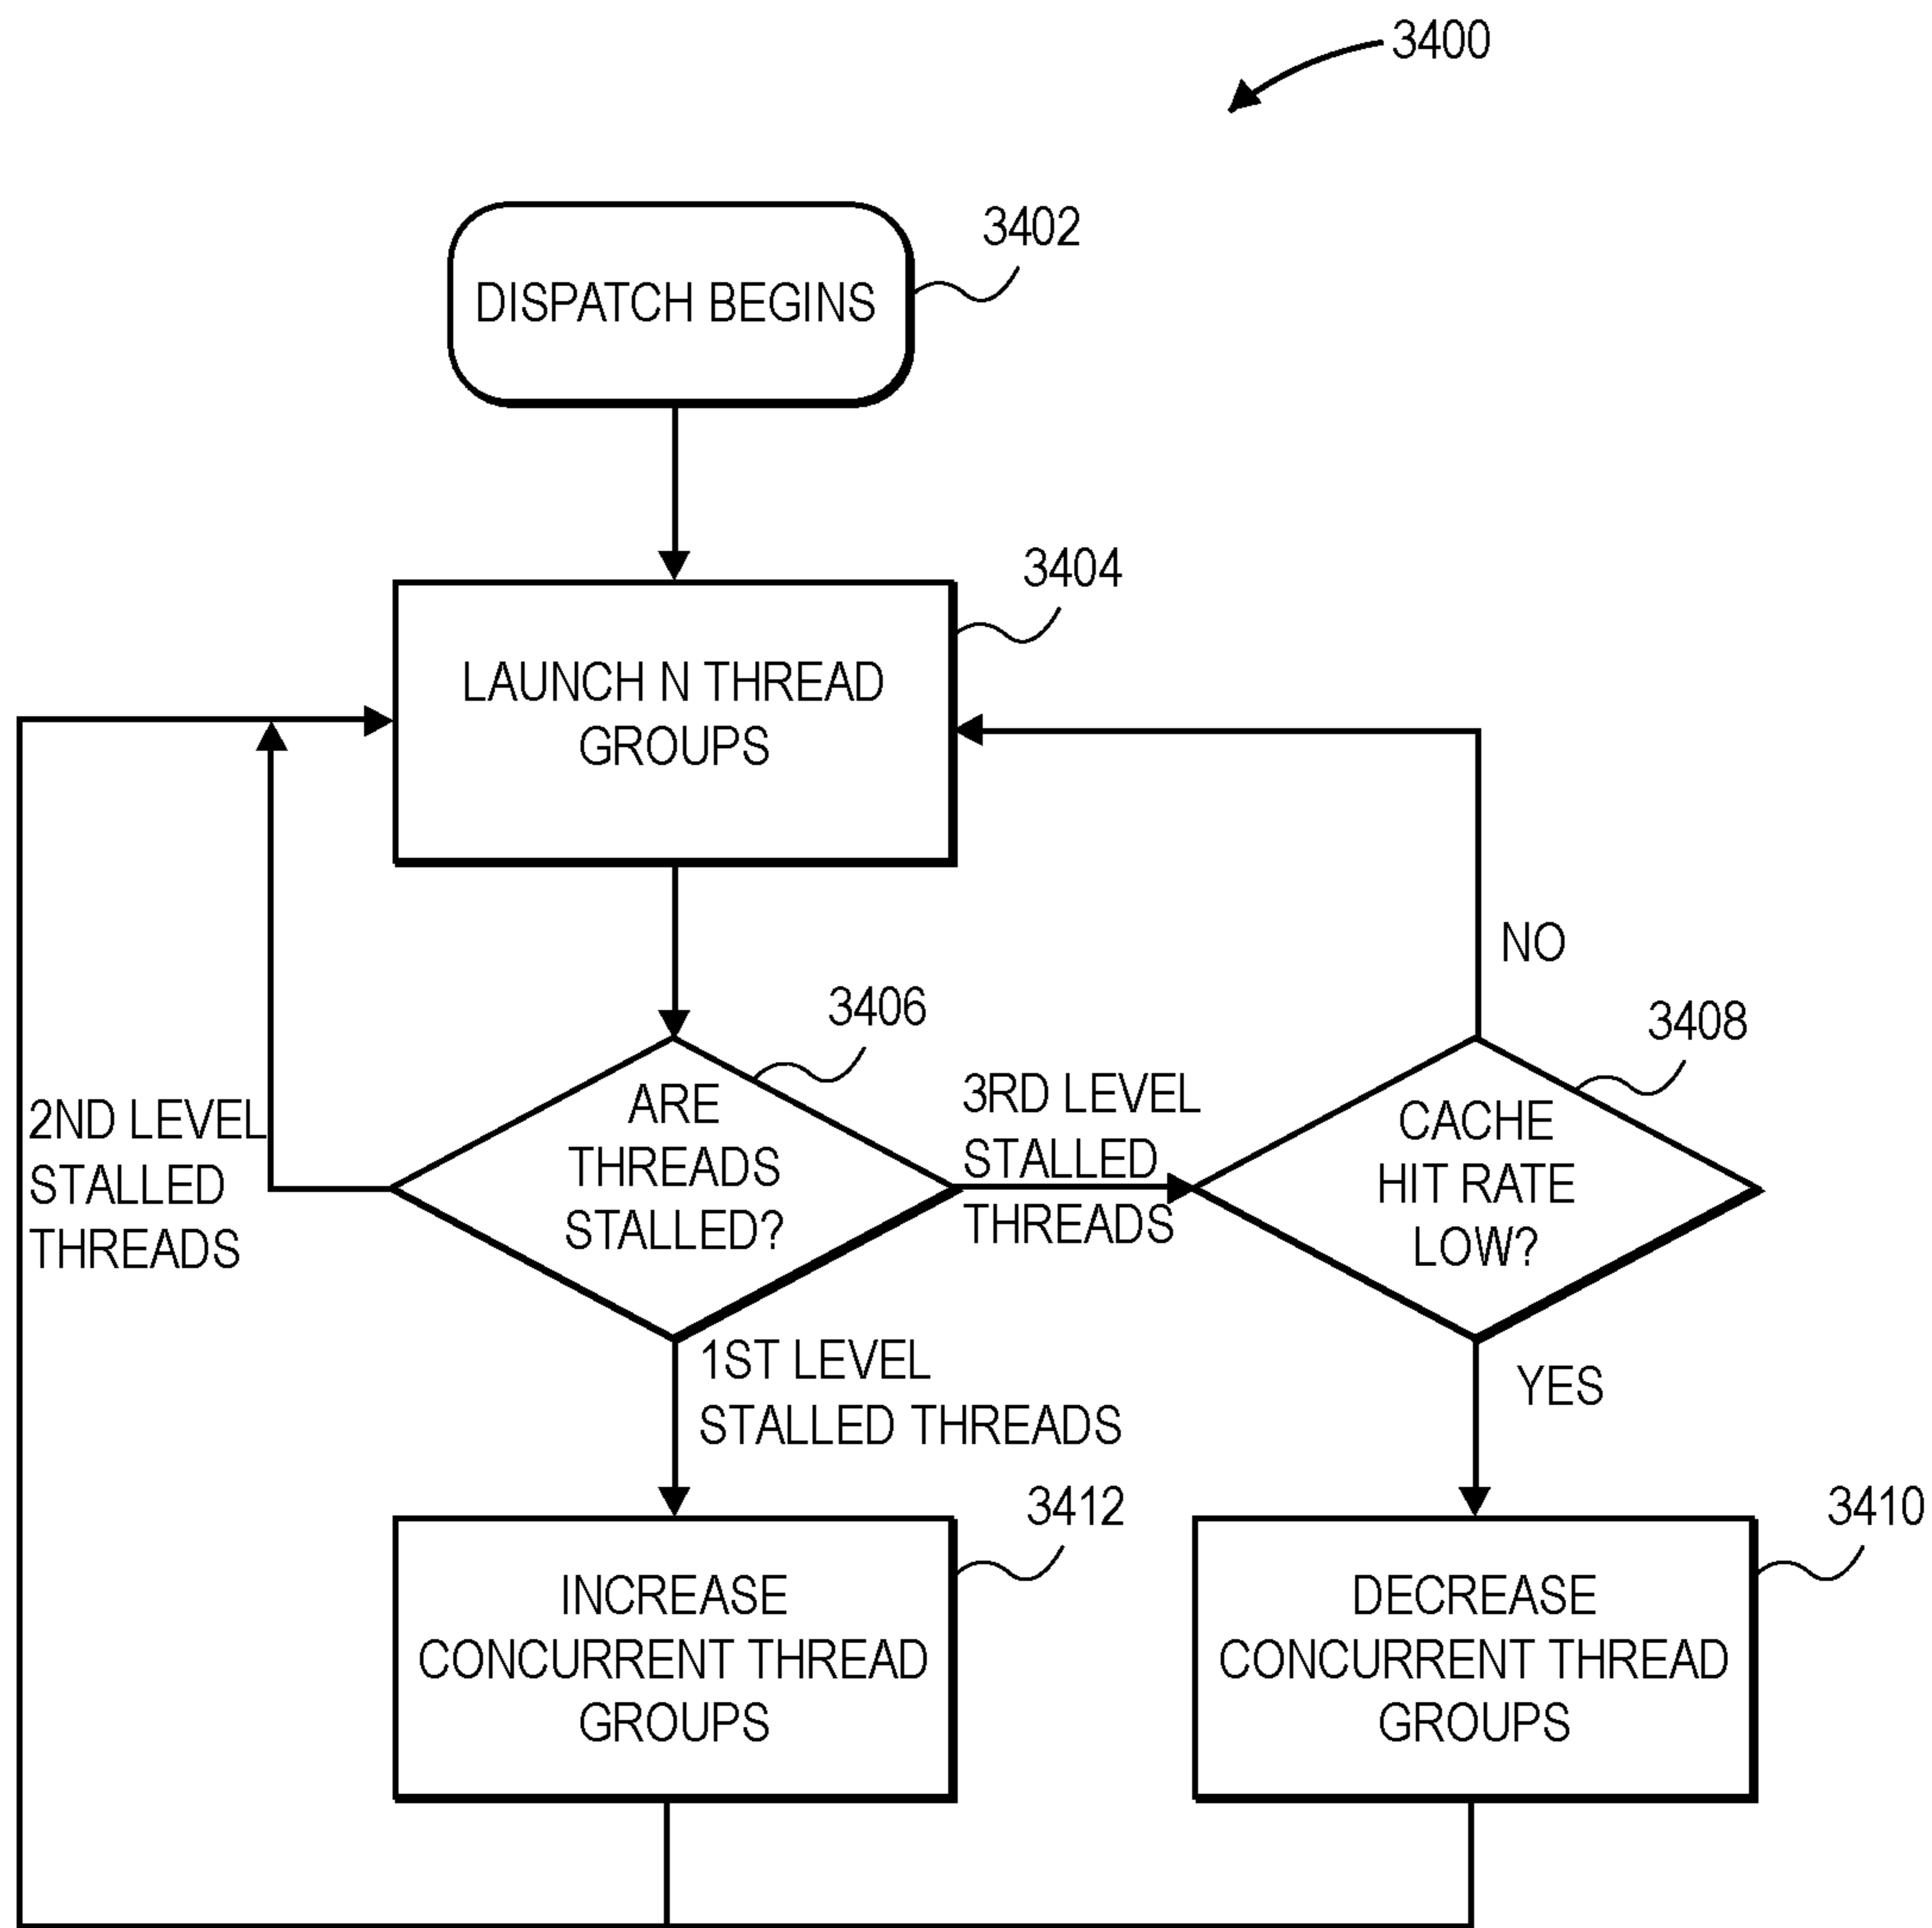 3400
3402
DISPATCH BEGINS
3404
LAUNCH N THREAD
GROUPS
NO
3406
3408
ARE
THREADS
STALLED?
2ND LEVEL
STALLED
THREADS
3RD LEVEL
STALLED
THREADS
CACHE
HIT RATE
LOW?
1ST LEVEL
STALLED THREADS
YES
3412
3410
INCREASE
CONCURRENT THREAD
GROUPS
DECREASE
CONCURRENT THREAD
GROUPS